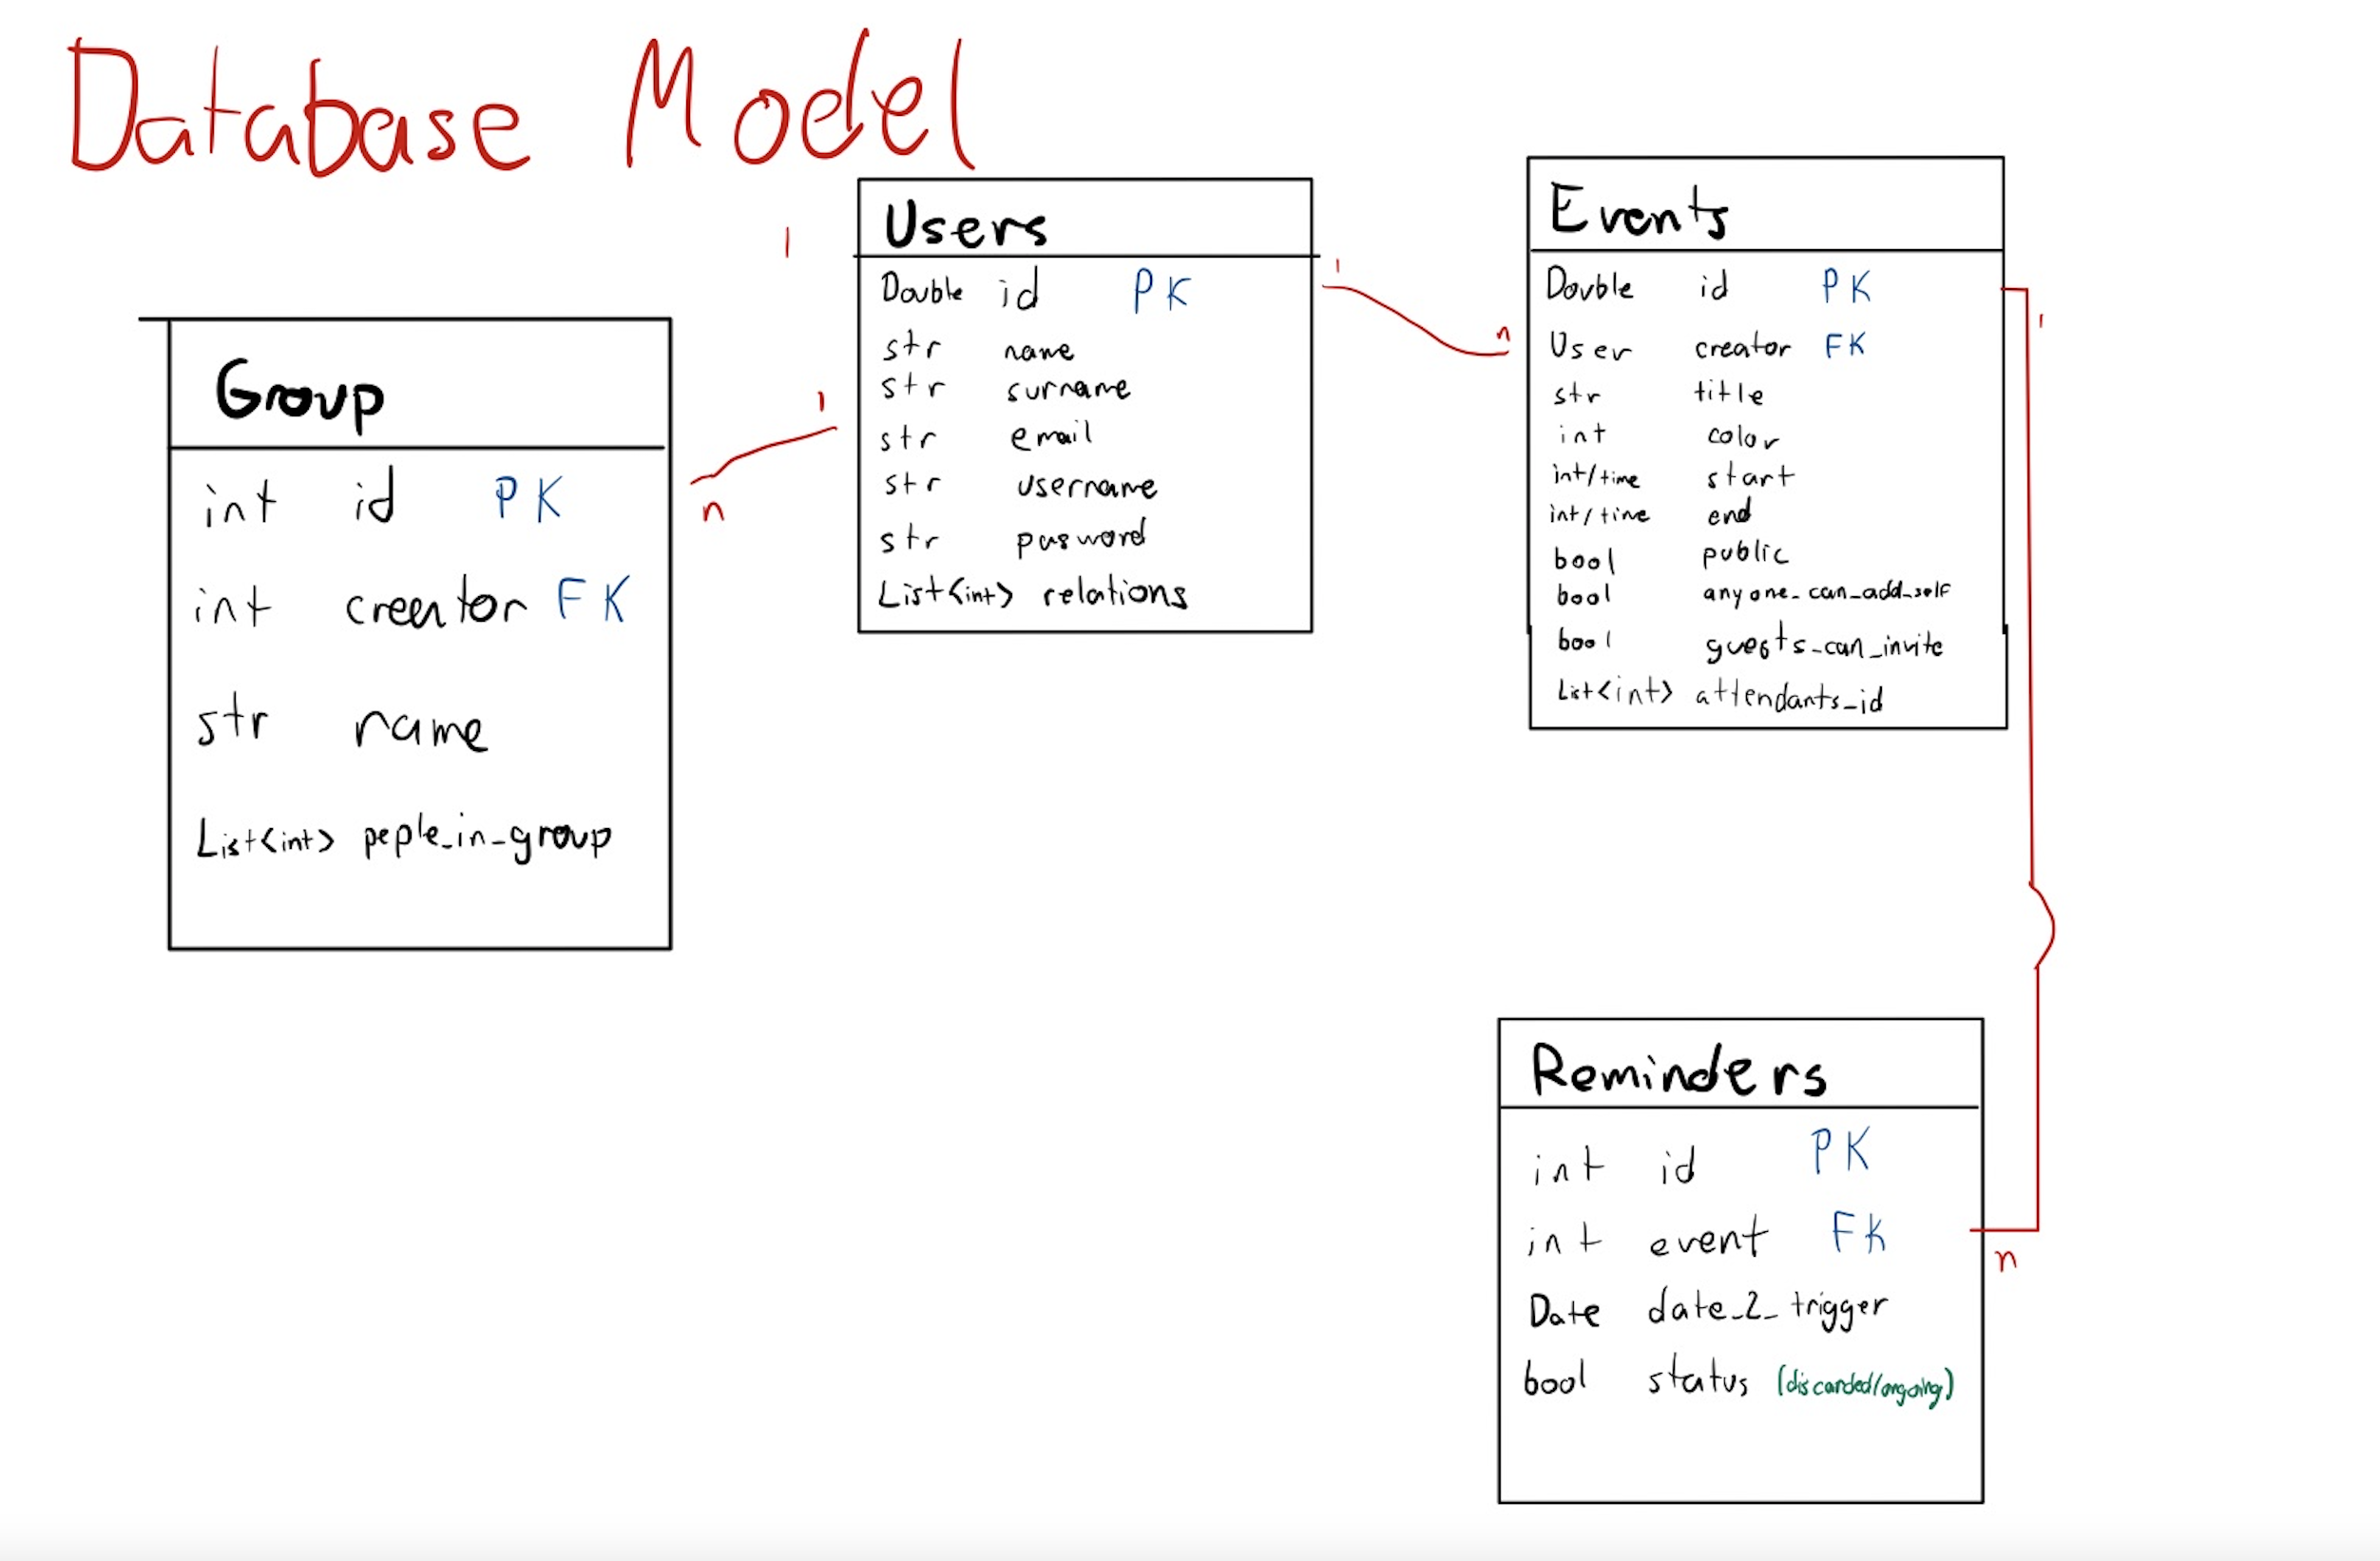 Database Model
Group
int id PK
int creator FK
str name
List<int> peple_in_group
n
1
1
Users
Double id PK
str name
str surname
str email
str username
str pasword
List<int> relations
1
n
Events
Double id PK
User creator FK
str title
int color
int/time start
int/time end
bool public
bool anyone_can_add_self
bool guests_can_invite
List<int> attendants_id
1
n
Reminders
int id PK
int event FK
Date date_2_trigger
bool status (discarded/ongoing)